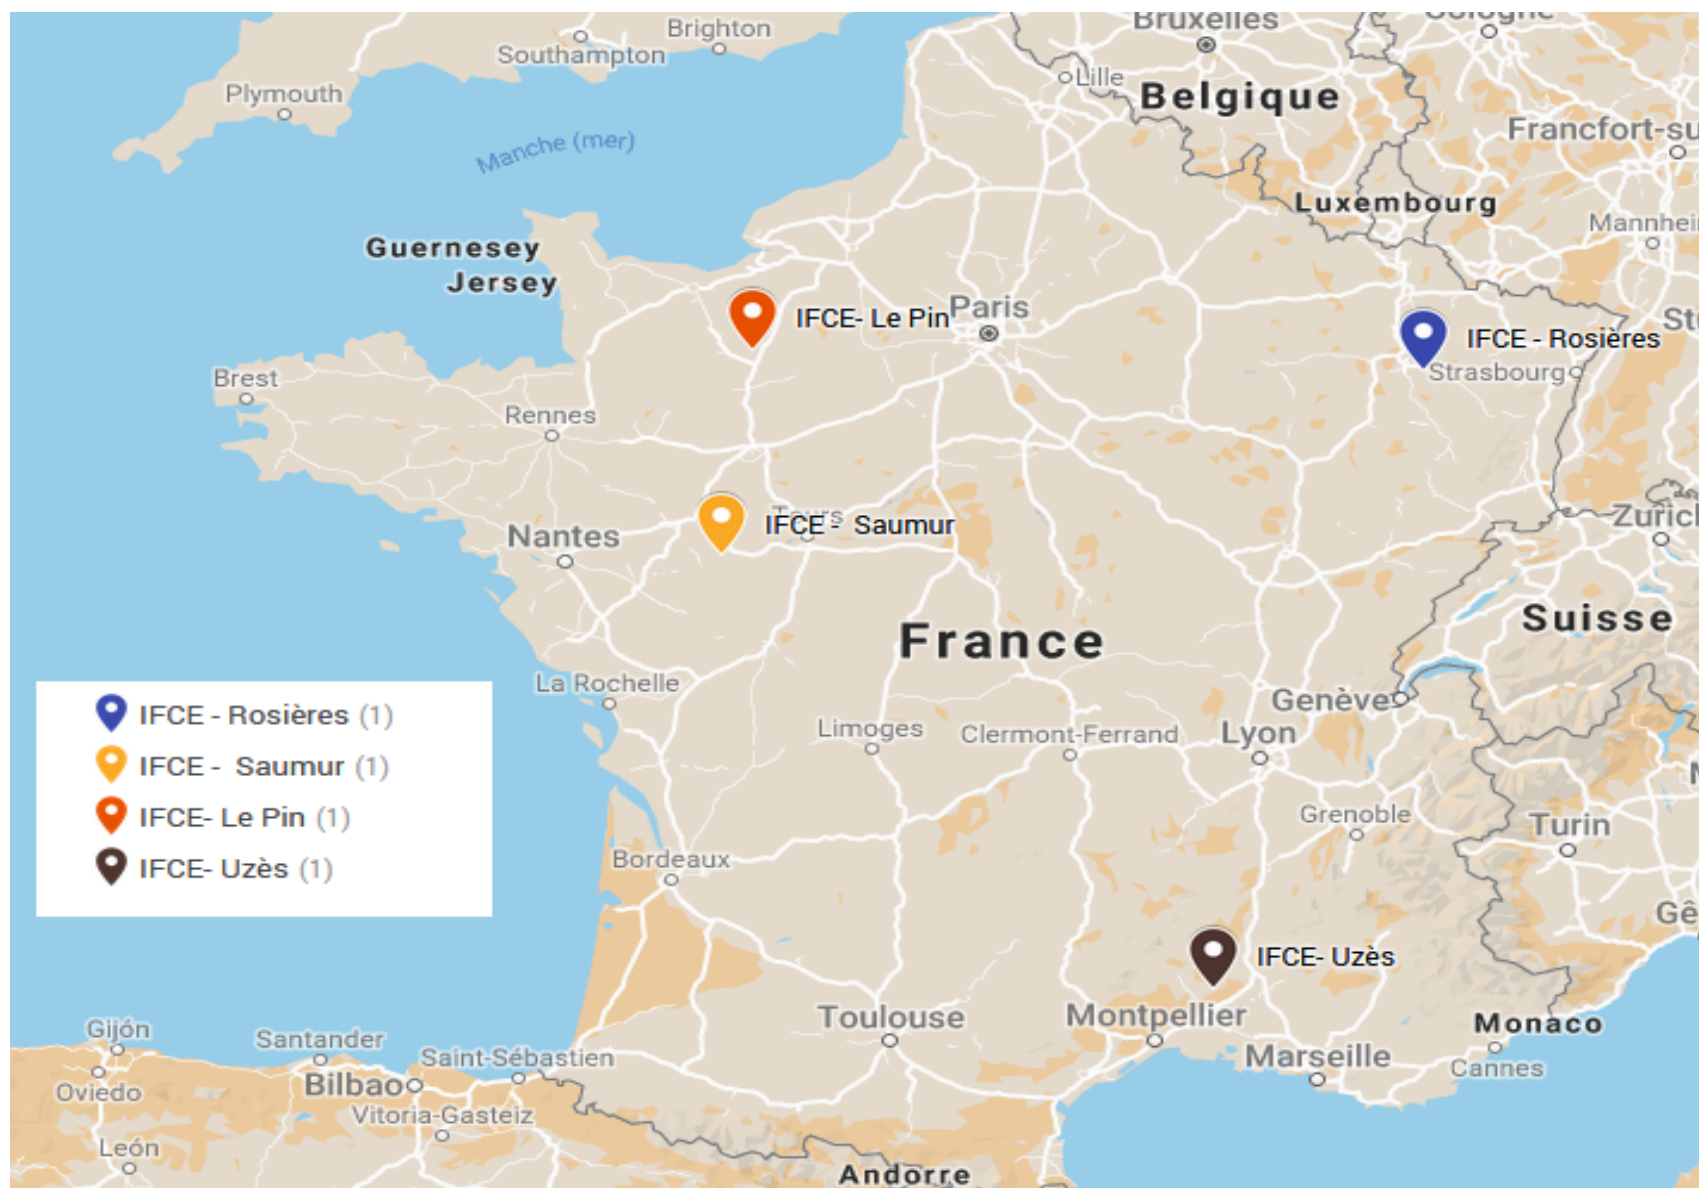 Bruxelles
Cologne
Brighton
Southampton
Lille
Plymouth
Belgique
Manche (mer)
Francfort-su
Luxembourg
Mannhei
Guernesey
Jersey
IFCE- Le Pin
Paris
IFCE - Rosières
Strasbourg
Brest
Rennes
Nantes
IFCE -  Saumur
Tours
Zurich
France
Suisse
La Rochelle
Genève
Limoges
Clermont-Ferrand
Lyon
IFCE - Rosières (1)
IFCE -  Saumur (1)
IFCE- Le Pin (1)
IFCE- Uzès (1)
Grenoble
Turin
Bordeaux
Gê
IFCE- Uzès
Toulouse
Montpellier
Monaco
Marseille
Cannes
Gijón
Santander
Saint-Sébastien
Oviedo
Bilbao
Vitoria-Gasteiz
León
Andorre